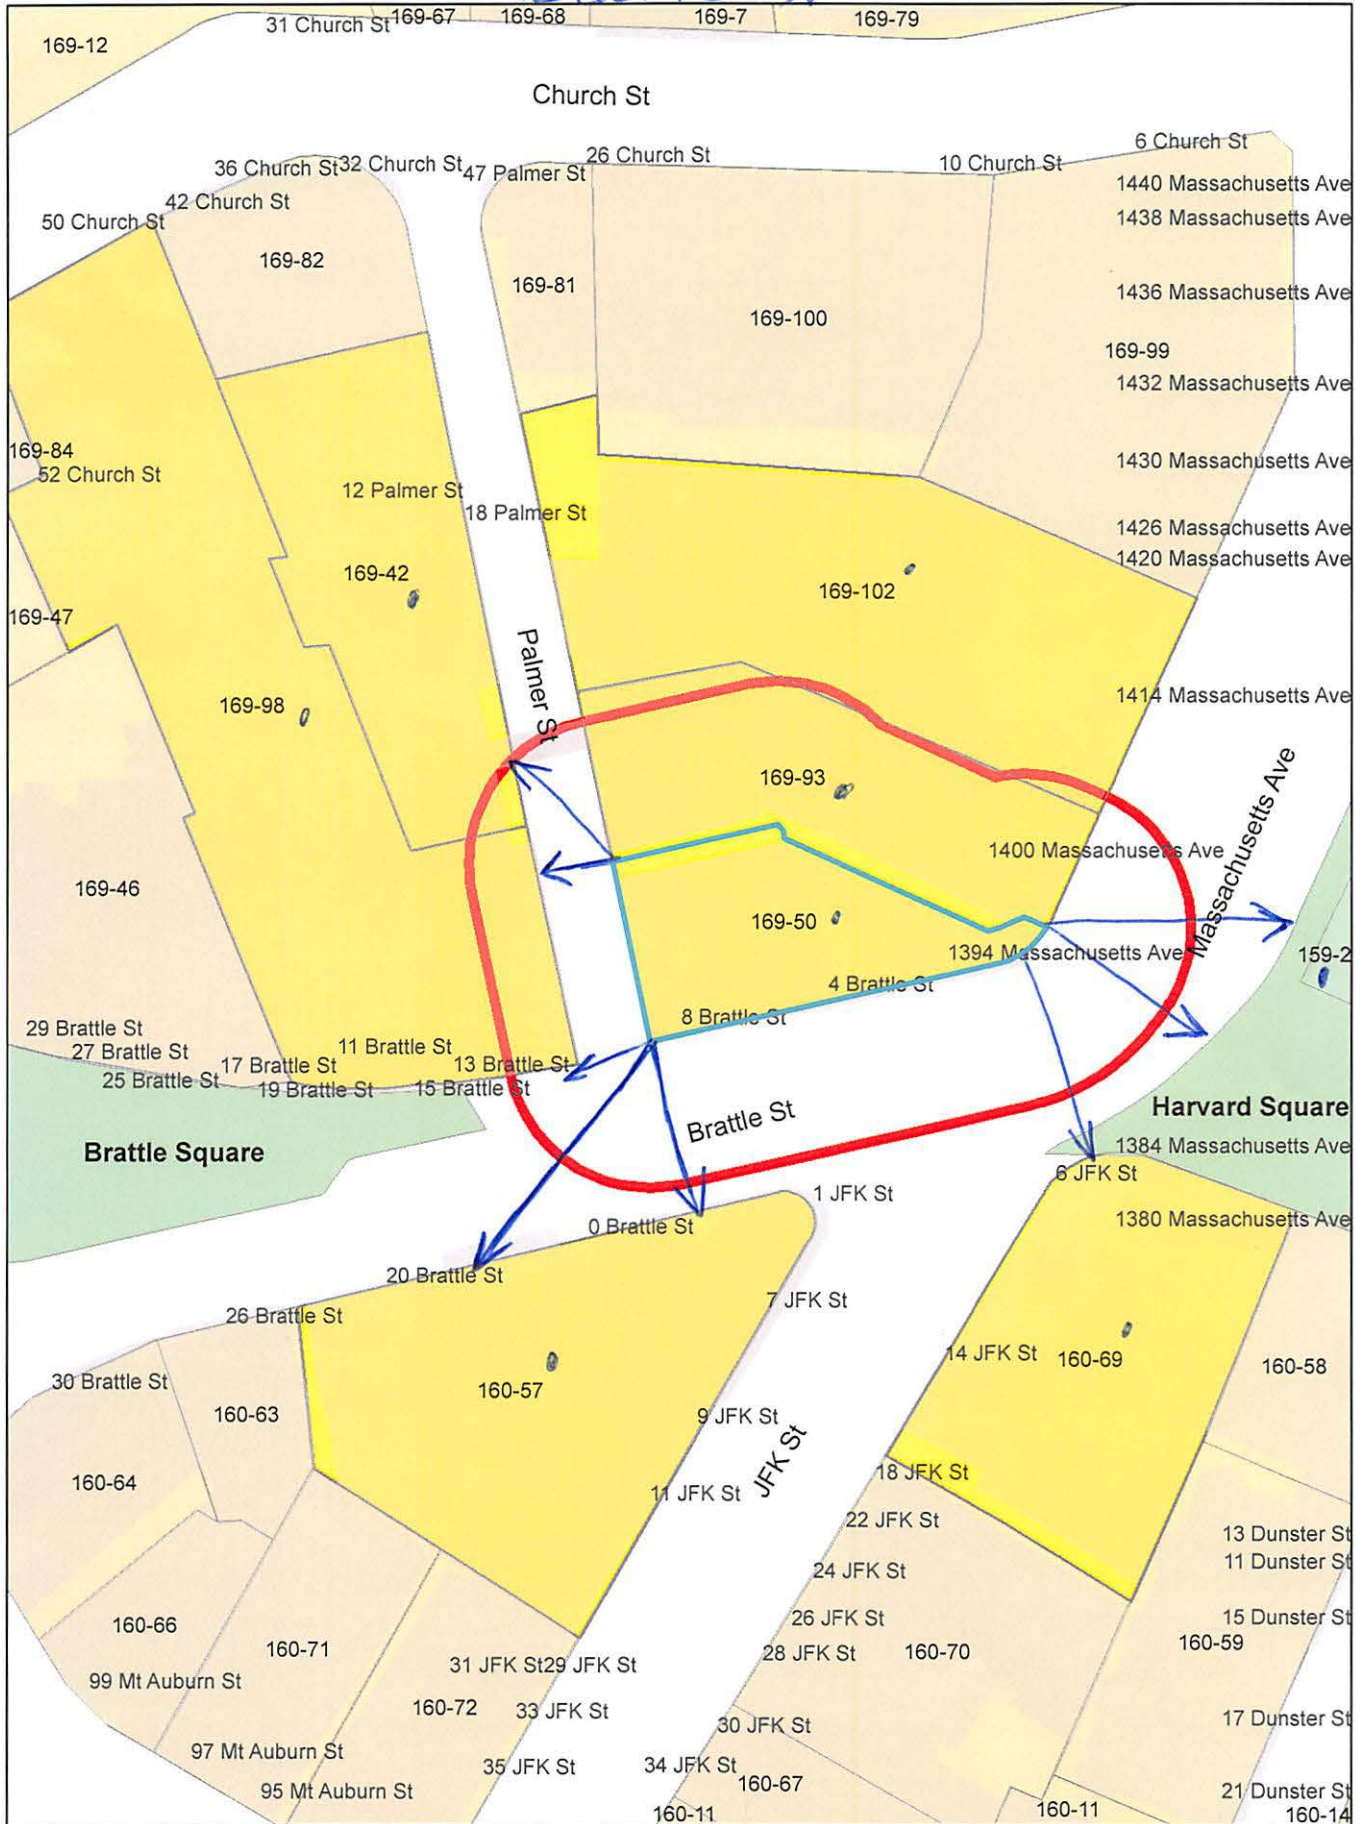 169-67
169-68
169-7
169-79
31 Church St
169-12
Church St
6 Church St
26 Church St
10 Church St
36 Church St
32 Church St
47 Palmer St
1440 Massachusetts Ave
42 Church St
1438 Massachusetts Ave
50 Church St
169-82
169-81
1436 Massachusetts Ave
169-100
169-99
1432 Massachusetts Ave
169-84
1430 Massachusetts Ave
52 Church St
12 Palmer St
18 Palmer St
1426 Massachusetts Ave
1420 Massachusetts Ave
169-42
169-102
169-47
Palmer St
1414 Massachusetts Ave
169-98
169-93
Massachusetts Ave
1400 Massachusetts Ave
169-46
169-50
1394 Massachusetts Ave
159-2
4 Brattle St
8 Brattle St
29 Brattle St
27 Brattle St
11 Brattle St
17 Brattle St
13 Brattle St
25 Brattle St
19 Brattle St
15 Brattle St
Brattle St
Harvard Square
Brattle Square
1384 Massachusetts Ave
6 JFK St
1 JFK St
0 Brattle St
1380 Massachusetts Ave
20 Brattle St
7 JFK St
26 Brattle St
14 JFK St
160-69
160-58
30 Brattle St
160-57
160-63
9 JFK St
JFK St
160-64
18 JFK St
11 JFK St
22 JFK St
13 Dunster St
11 Dunster St
24 JFK St
26 JFK St
15 Dunster St
160-66
160-71
28 JFK St
160-70
160-59
31 JFK St
29 JFK St
99 Mt Auburn St
160-72
33 JFK St
30 JFK St
17 Dunster St
97 Mt Auburn St
35 JFK St
34 JFK St
160-67
95 Mt Auburn St
21 Dunster St
160-11
160-11
160-14